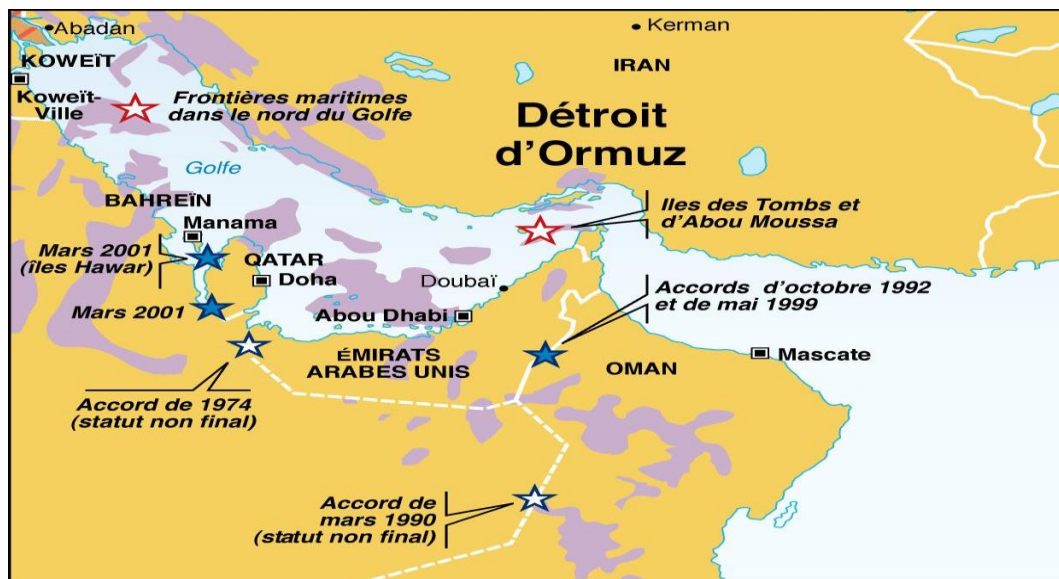 Abadan
Kerman
KOWEÏT
IRAN
Koweït-
Ville
Frontières maritimes
dans le nord du Golfe
Détroit
d'Ormuz
Golfe
BAHREÏN
Manama
Iles des Tombs et
d'Abou Moussa
Mars 2001
(îles Hawar)
QATAR
Doha
Doubaï
Accords d'octobre 1992
et de mai 1999
Mars 2001
Abou Dhabi
ÉMIRATS
ARABES UNIS
OMAN
Mascate
Accord de 1974
(statut non final)
Accord de
mars 1990
(statut non final)